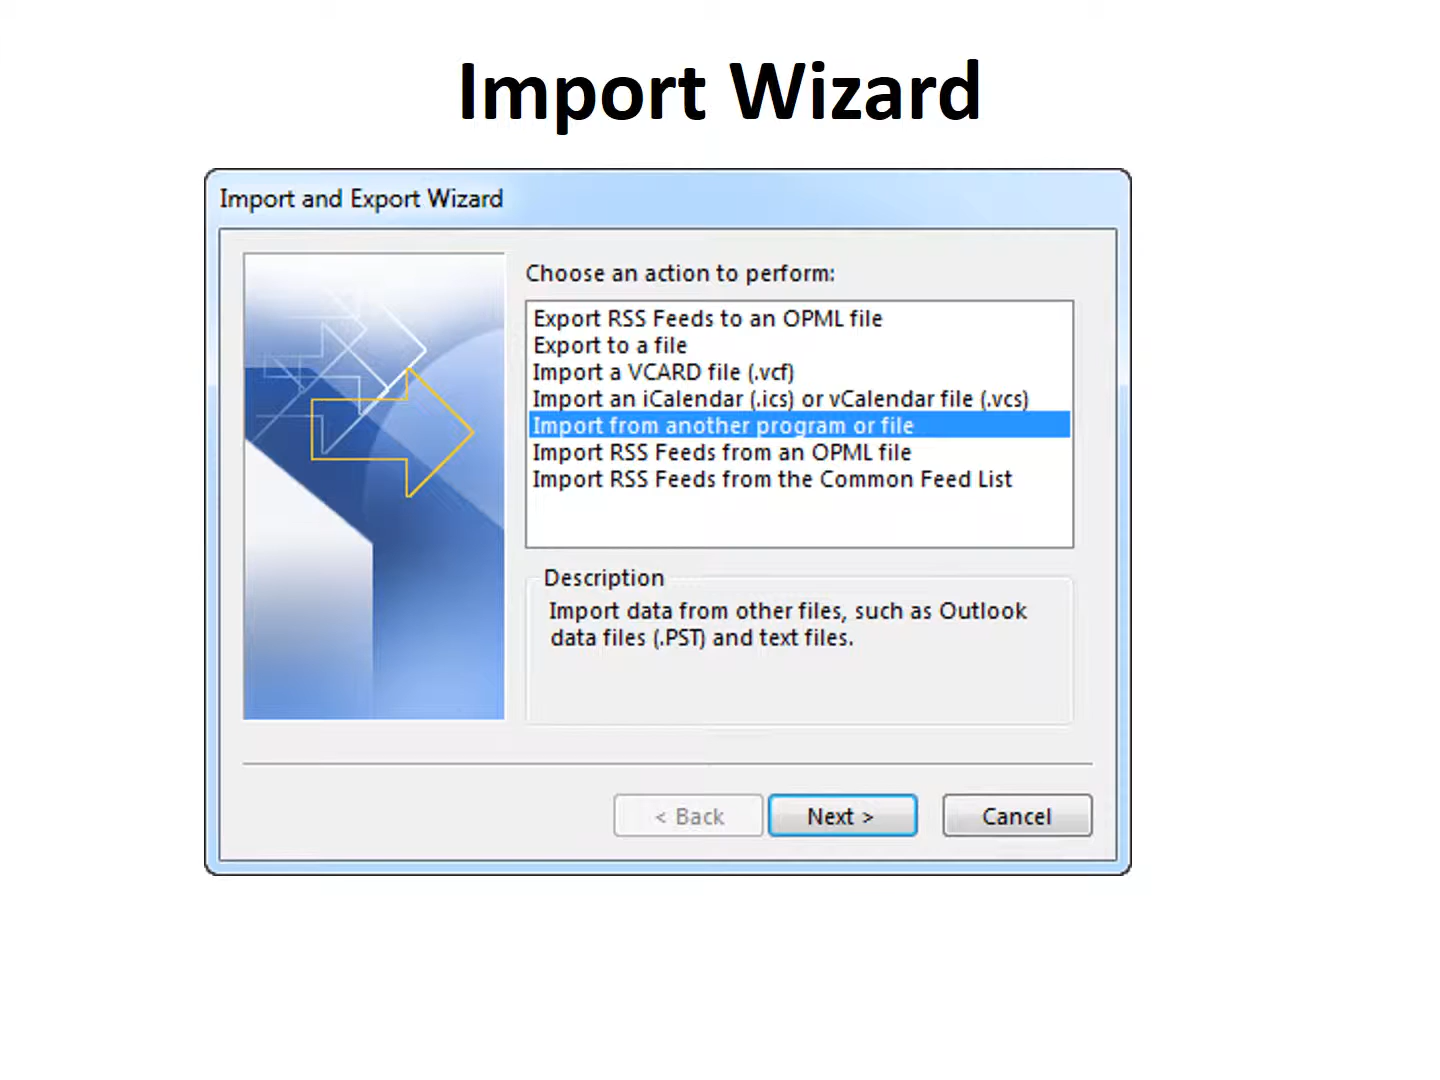 Import Wizard
Import and Export Wizard
Choose an action to perform:
Export RSS Feeds to an OPML file
Export to a file
Import a VCARD file (.vcf)
Import an iCalendar (.ics) or vCalendar file (.vcs)
Import from another program or file
Import RSS Feeds from an OPML file
Import RSS Feeds from the Common Feed List
Description
Import data from other files, such as Outlook
data files (.PST) and text files.
< Back Next > Cancel